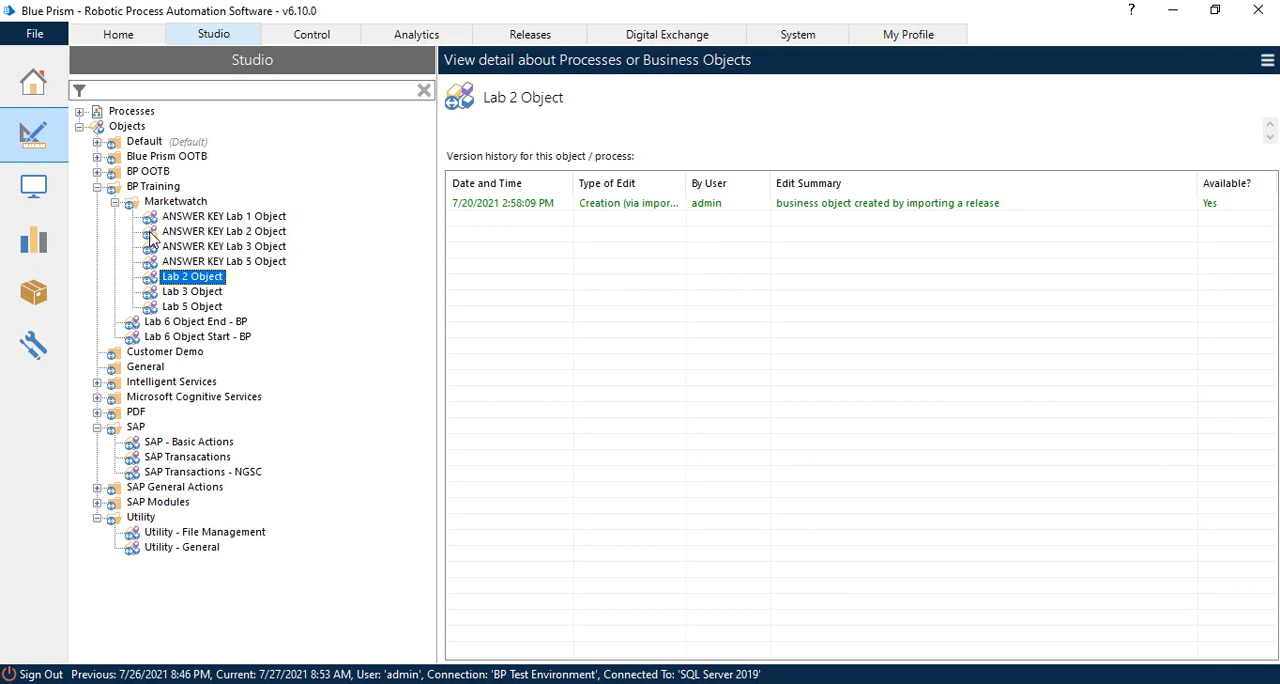 Blue Prism - Robotic Process Automation Software - v6.10.0
?
File Home Studio Control Analytics Releases Digital Exchange System My Profile
Studio
View detail about Processes or Business Objects
Lab 2 Object
Processes
Objects
Default (Default)
Blue Prism OOTB
BP OOTB
BP Training
Marketwatch
ANSWER KEY Lab 1 Object
ANSWER KEY Lab 2 Object
ANSWER KEY Lab 3 Object
ANSWER KEY Lab 5 Object
Lab 2 Object
Lab 3 Object
Lab 5 Object
Lab 6 Object End - BP
Lab 6 Object Start - BP
Customer Demo
General
Intelligent Services
Microsoft Cognitive Services
PDF
SAP
SAP - Basic Actions
SAP Transacations
SAP Transactions - NGSC
SAP General Actions
SAP Modules
Utility
Utility - File Management
Utility - General
Version history for this object / process:
Date and Time Type of Edit By User Edit Summary Available?
7/20/2021 2:58:09 PM Creation (via impor... admin business object created by importing a release Yes
Sign Out Previous: 7/26/2021 8:46 PM, Current: 7/27/2021 8:53 AM, User: 'admin', Connection: 'BP Test Environment', Connected To: 'SQL Server 2019'